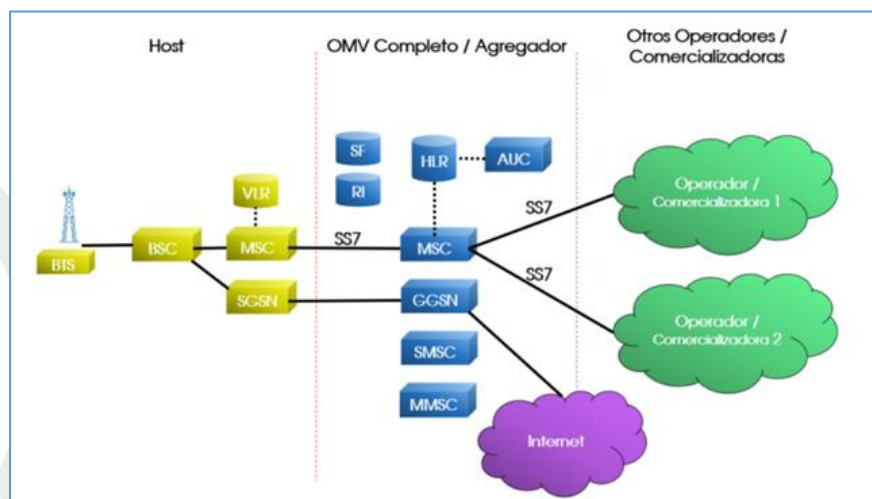 Host
OMV Completo / Agregador
Otros Operadores /
Comercializadoras
SF
RI
HLR
AUC
VLR
BTS
BSC
MSC
SS7
MSC
SS7
SS7
SGSN
GGSN
SMSC
MMSC
Operador /
Comercializadora 1
Operador /
Comercializadora 2
Internet